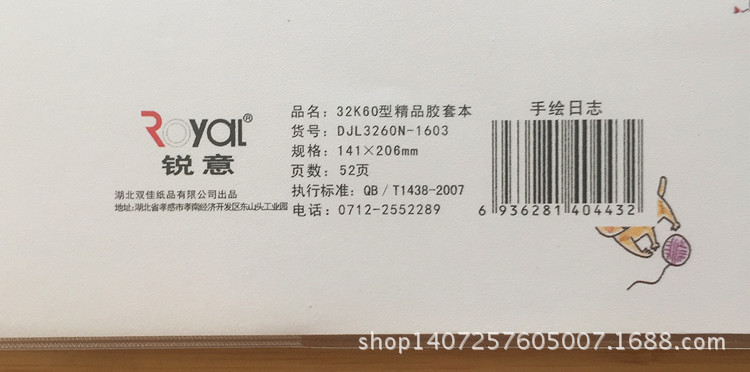 Royal®
锐意
湖北双佳纸品有限公司出品
地址:湖北省孝感市孝南经济开发区东山头工业园
品名：32K60型精品胶套本
货号：DJL3260N-1603
规格：141×206mm
页数：52页
执行标准：QB/T1438-2007
电话：0712-2552289
手绘日志
6 936281 404432
shop1407257605007.1688.com